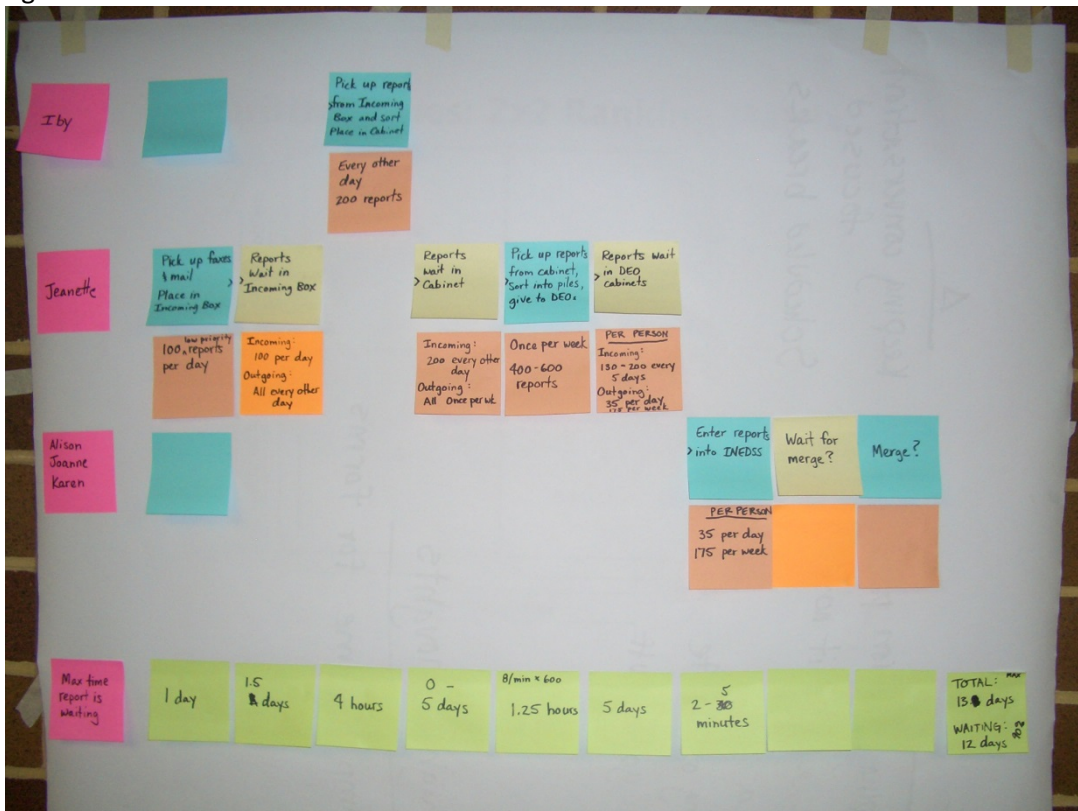 Iby
Pick up report
from Incoming
Box and sort
Place in Cabinet
Every other
day
200 reports
Jeanette
Pick up faxes
& mail
Place in
Incoming Box
>
> Reports
Wait in
Incoming Box
Reports
wait in
> Cabinet
Pick up reports
from cabinet,
Sort into piles,
give to DEOs
Reports wait
> in DEO
cabinets
low priority
100 reports
per day
Incoming:
100 per day
Outgoing:
All every other
day
Incoming:
200 every other
day
Outgoing:
All Once per wk
Once per week
400-600
reports
PER PERSON
Incoming:
130-200 every
5 days
Outgoing:
35 per day
175 per week
Alison
Joanne
Karen
Enter reports
> into INEDSS
Wait for
merge?
Merge?
PER PERSON
35 per day
175 per week
Max time
report is
waiting
1 day
1.5
days
4 hours
0 -
5 days
8/min x 600
1.25 hours
5 days
5
2 -
minutes
TOTAL: MAX
13 days
WAITING:
12 days